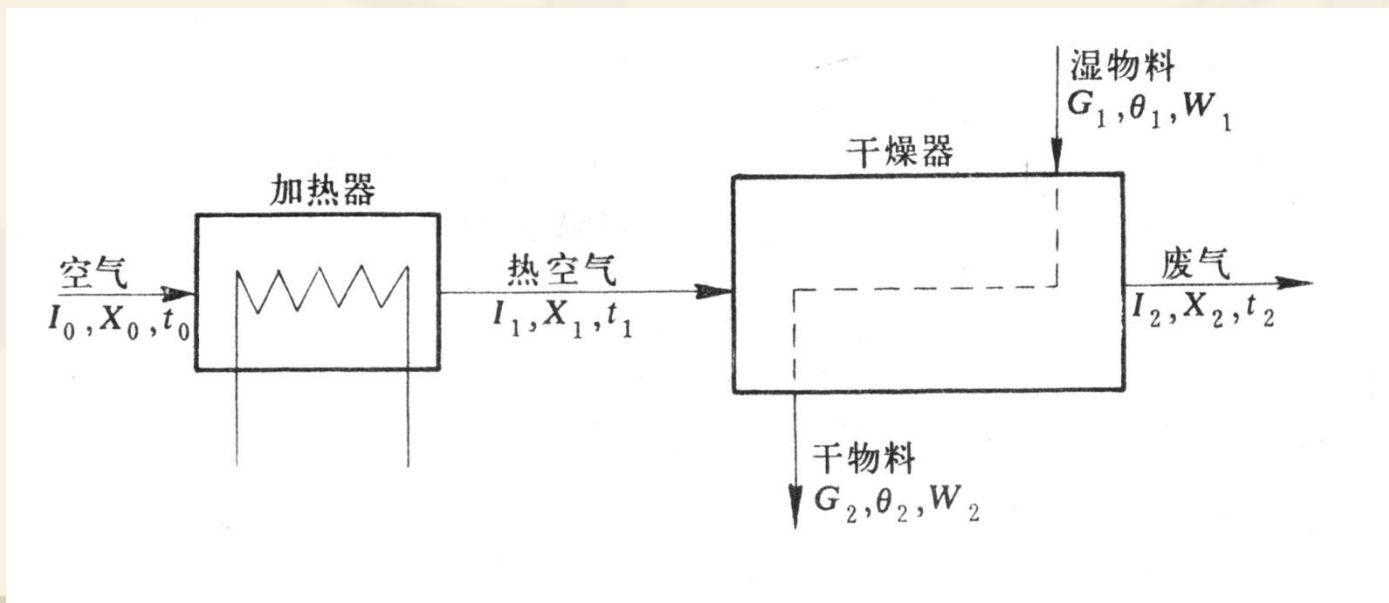 湿物料
G₁,θ₁,W₁
干燥器
加热器
空气
I₀,X₀,t₀
热空气
I₁,X₁,t₁
废气
I₂,X₂,t₂
干物料
G₂,θ₂,W₂